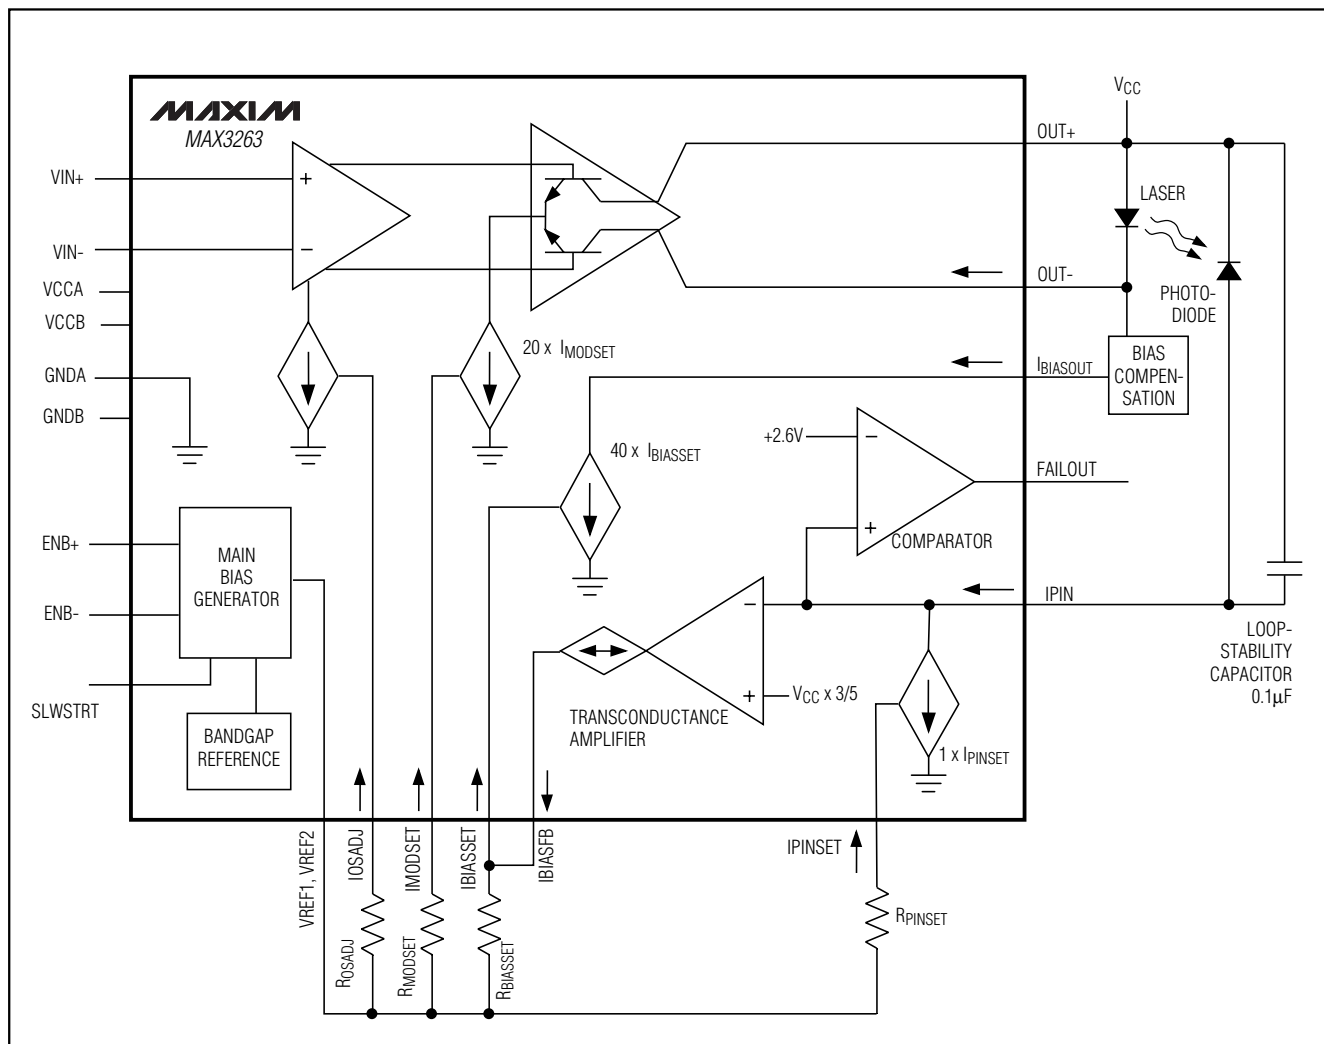 MAXIM
MAX3263
VCC
OUT+
VIN+
+
LASER
VIN-
−
OUT-
VCCA
PHOTO-
DIODE
VCCB
20 x IMODSET
BIAS
COMPEN-
SATION
IBIASOUT
GNDA
GNDB
+2.6V
−
40 x IBIASSET
FAILOUT
+
COMPARATOR
ENB+
MAIN
BIAS
GENERATOR
ENB-
−
IPIN
LOOP-
STABILITY
CAPACITOR
0.1µF
+
VCC x 3/5
SLWSTRT
TRANSCONDUCTANCE
AMPLIFIER
BANDGAP
REFERENCE
1 x IPINSET
VREF1, VREF2
IOSADJ
IMODSET
IBIASSET
IBIASFB
IPINSET
ROSADJ
RMODSET
RBIASSET
RPINSET